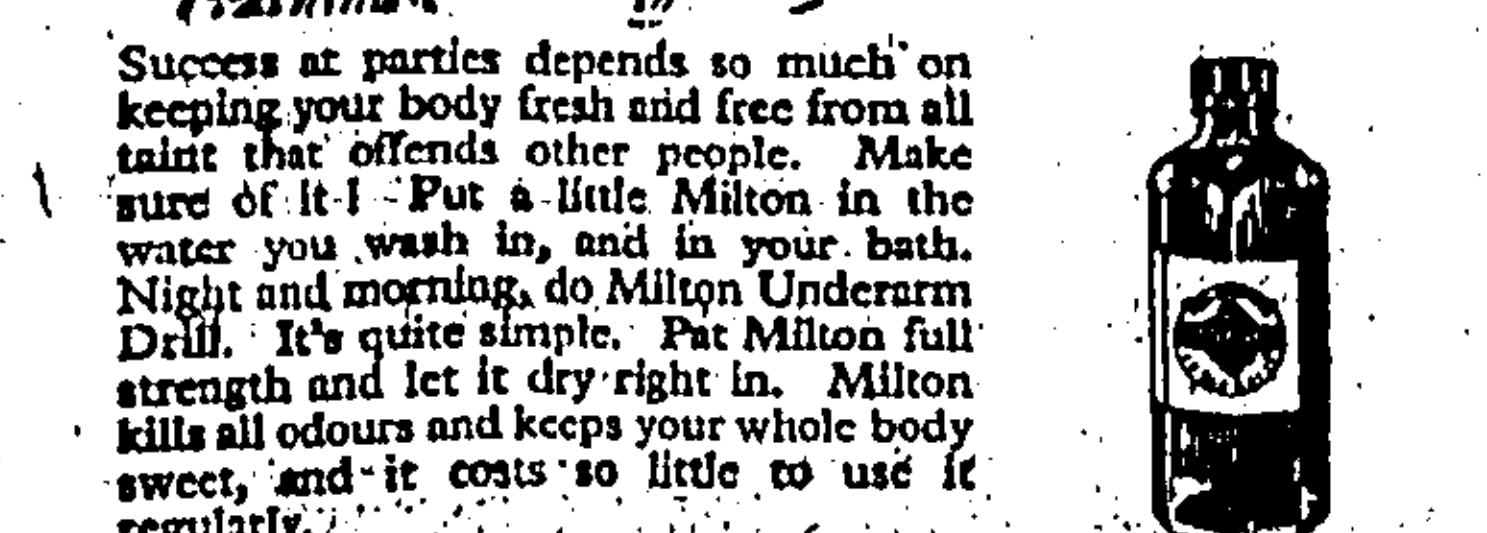 Success at parties depends so much on
keeping your body fresh and free from all
taint that offends other people. Make
sure of it! Put a little Milton in the
water you wash in, and in your bath.
Night and morning, do Milton Underarm
Drill. It's quite simple. Pat Milton full
strength and let it dry right in. Milton
kills all odours and keeps your whole body
sweet, and it costs so little to use it
regularly.